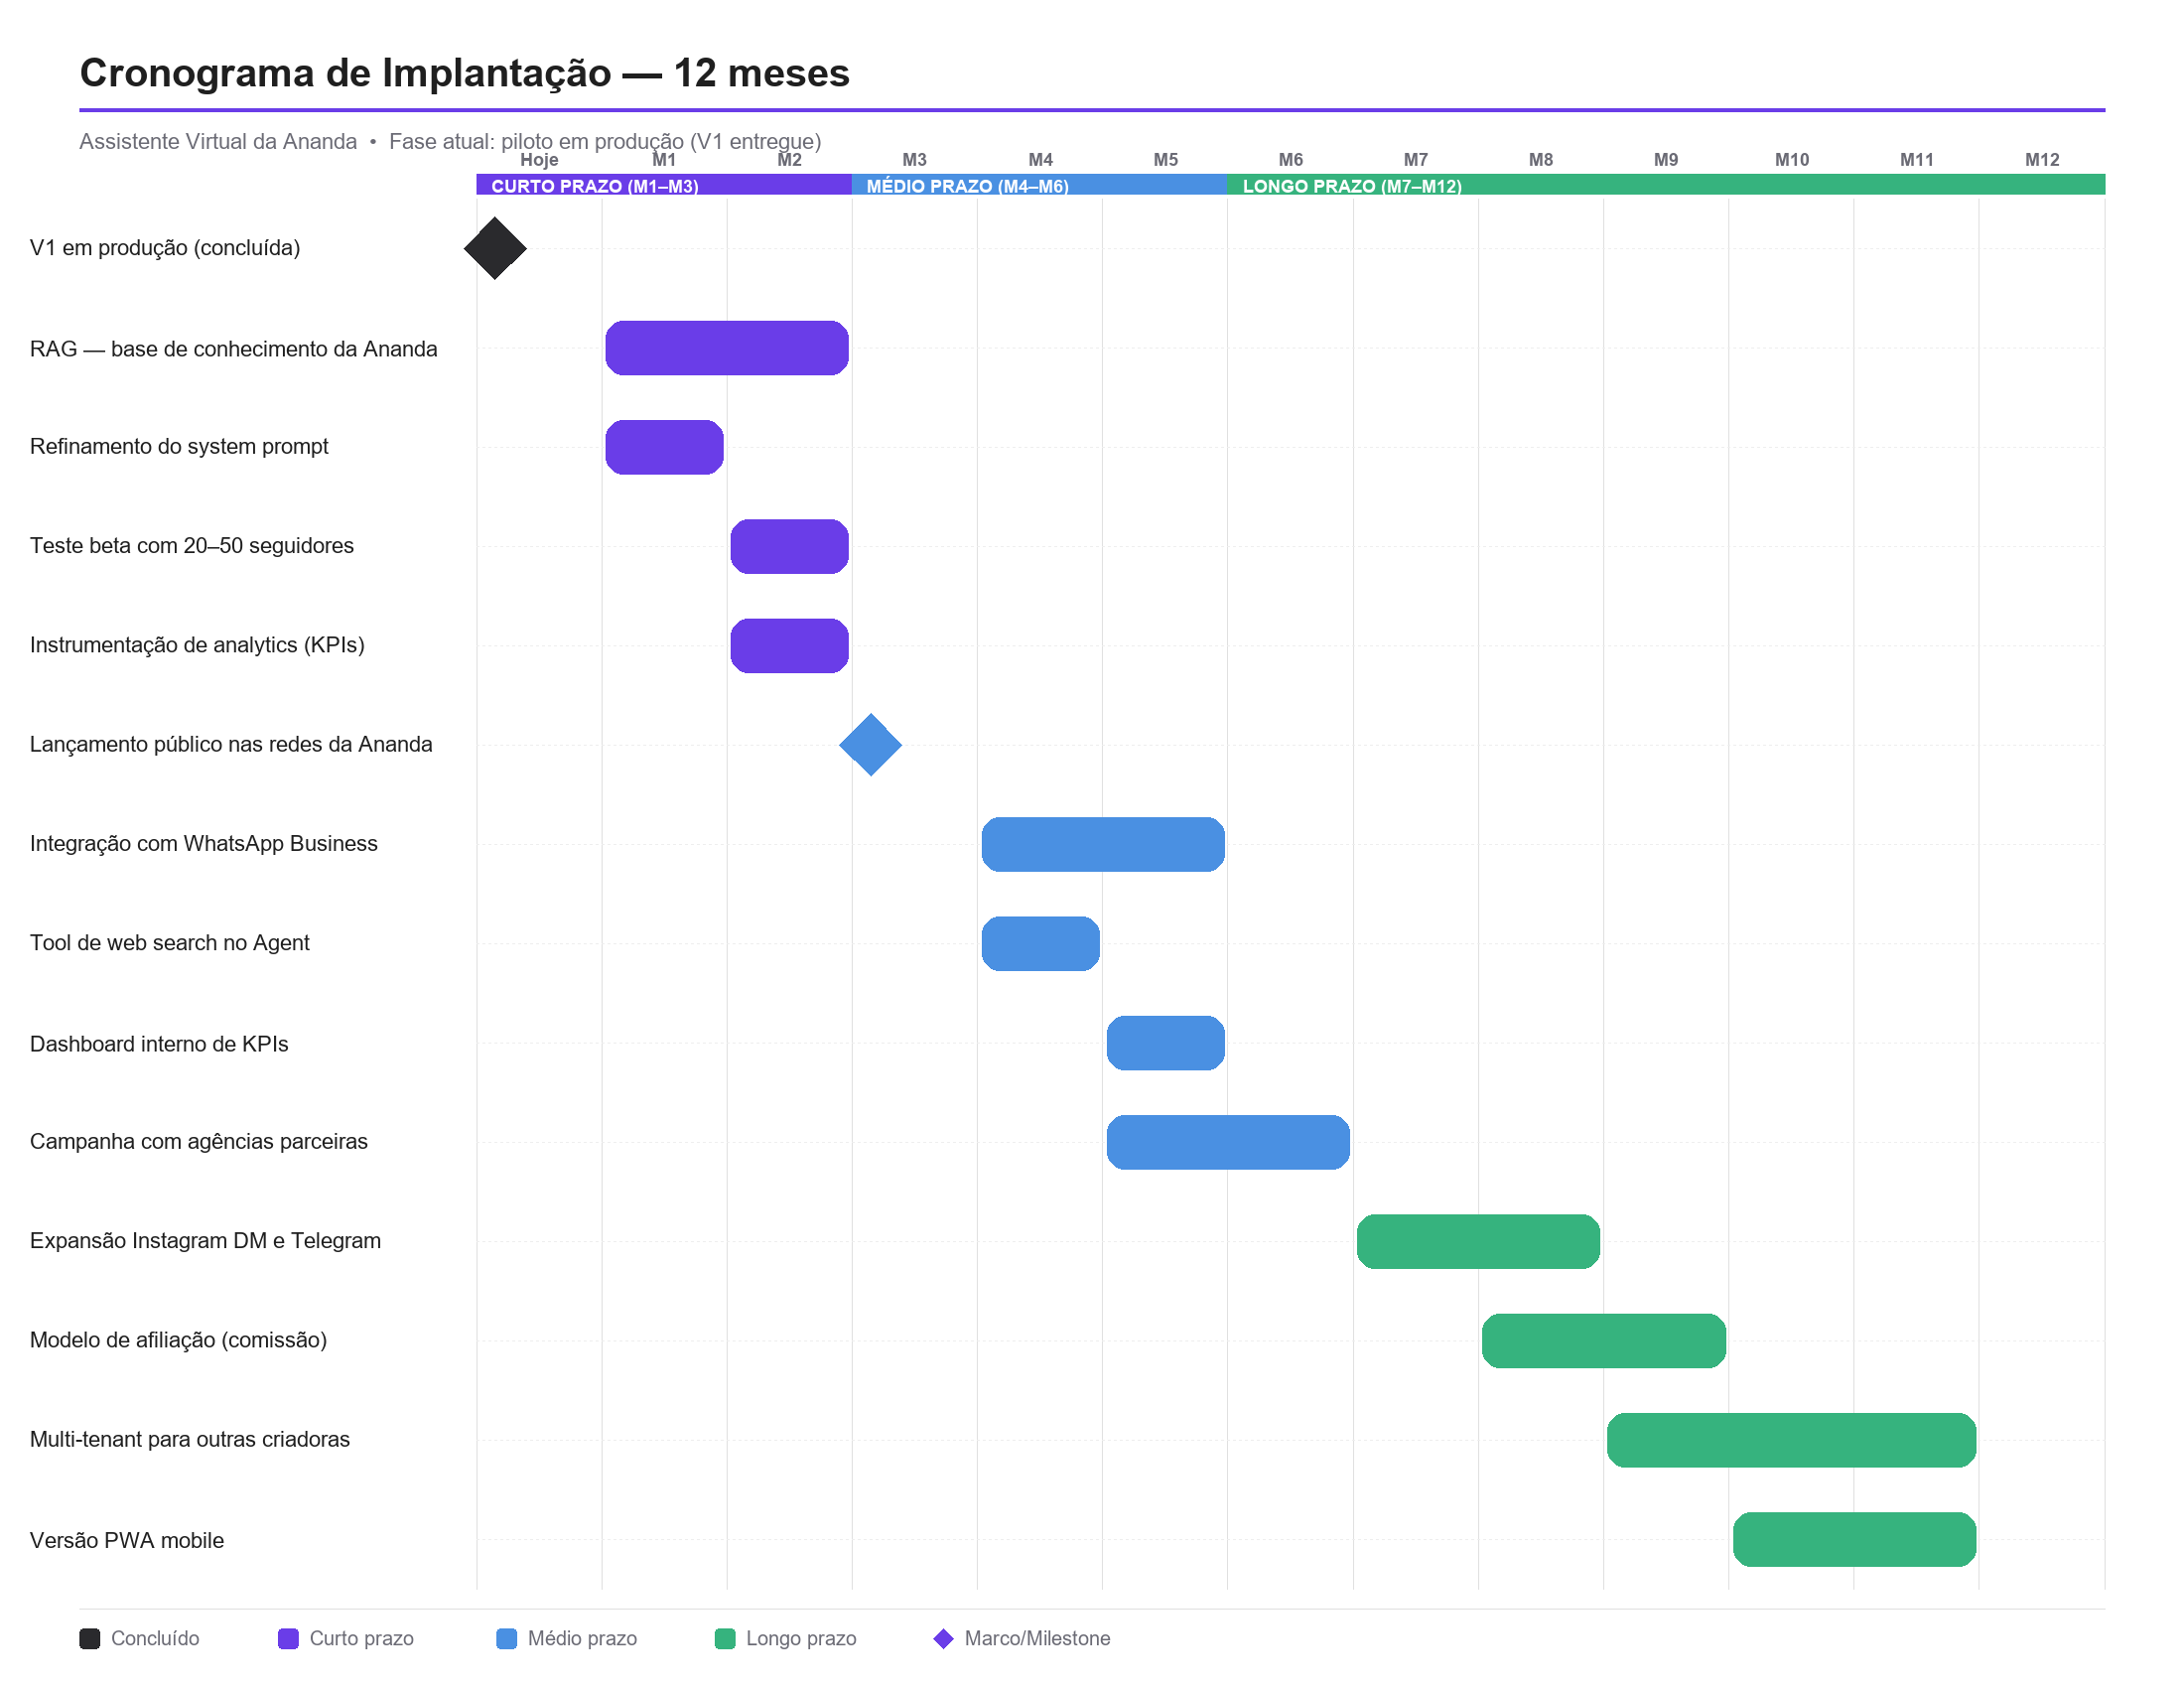 Cronograma de Implantação — 12 meses
Assistente Virtual da Ananda • Fase atual: piloto em produção (V1 entregue)
Hoje M1 M2 M3 M4 M5 M6 M7 M8 M9 M10 M11 M12
CURTO PRAZO (M1–M3) MÉDIO PRAZO (M4–M6) LONGO PRAZO (M7–M12)
V1 em produção (concluída)
RAG — base de conhecimento da Ananda
Refinamento do system prompt
Teste beta com 20–50 seguidores
Instrumentação de analytics (KPIs)
Lançamento público nas redes da Ananda
Integração com WhatsApp Business
Tool de web search no Agent
Dashboard interno de KPIs
Campanha com agências parceiras
Expansão Instagram DM e Telegram
Modelo de afiliação (comissão)
Multi-tenant para outras criadoras
Versão PWA mobile
Concluído Curto prazo Médio prazo Longo prazo Marco/Milestone